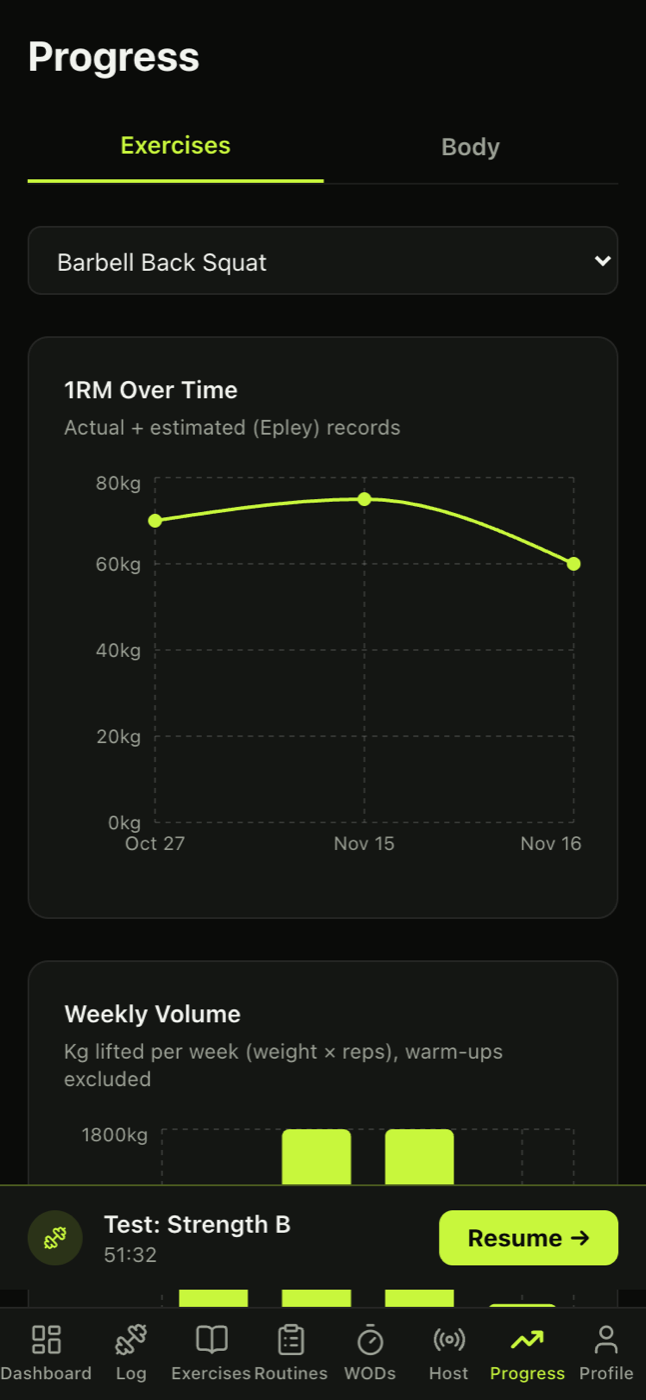 Progress
Exercises
Body
Barbell Back Squat
1RM Over Time
Actual + estimated (Epley) records
80kg
60kg
40kg
20kg
0kg
Oct 27
Nov 15
Nov 16
Weekly Volume
Kg lifted per week (weight × reps), warm-ups
excluded
1800kg
Test: Strength B
51:32
Resume →
Dashboard
Log
Exercises
Routines
WODs
Host
Progress
Profile